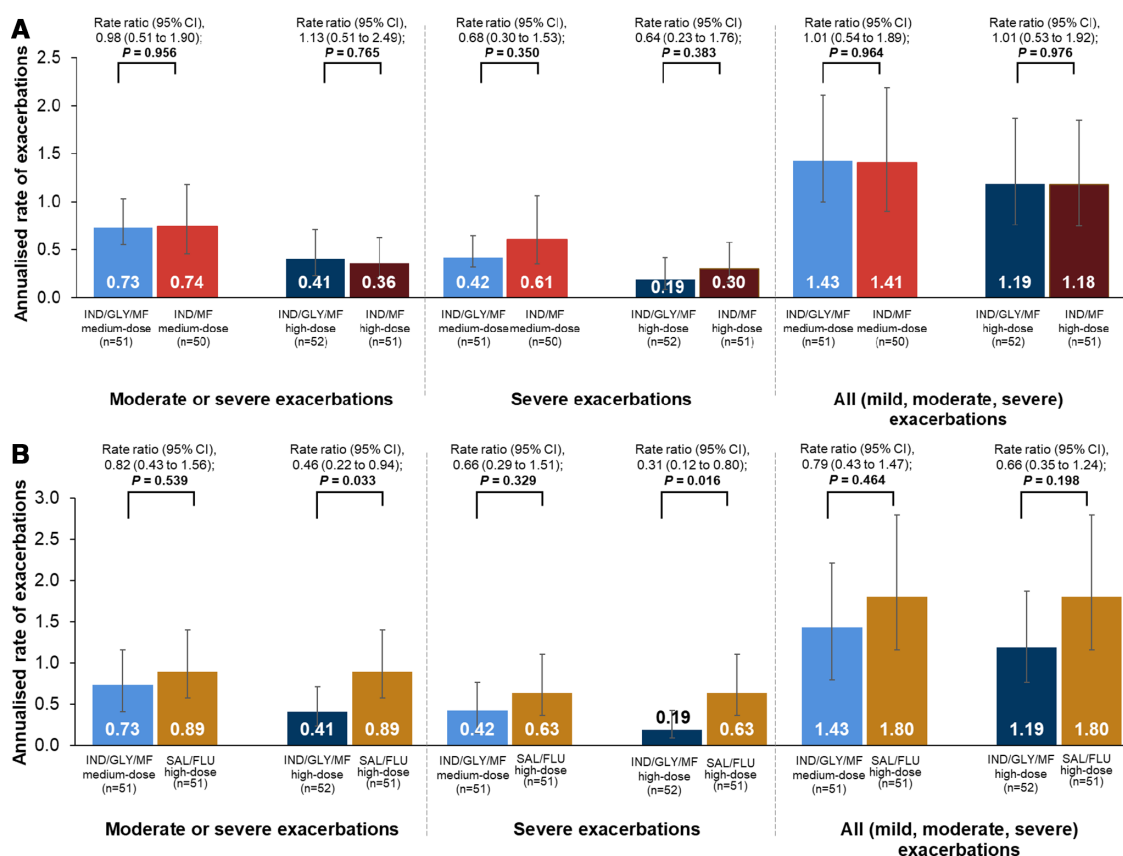 A
Rate ratio (95% CI),
0.98 (0.51 to 1.90);
P = 0.956
Rate ratio (95% CI),
1.13 (0.51 to 2.49);
P = 0.765
Rate ratio (95% CI),
0.68 (0.30 to 1.53);
P = 0.350
Rate ratio (95% CI)
0.64 (0.23 to 1.76);
P = 0.383
Rate ratio (95% CI),
1.01 (0.54 to 1.89);
P = 0.964
Rate ratio (95% CI),
1.01 (0.53 to 1.92);
P = 0.976
Annualised rate of exacerbations
2.5
2.0
1.5
1.0
0.5
0.0
0.73
0.74
0.41
0.36
0.42
0.61
0.19
0.30
1.43
1.41
1.19
1.18
IND/GLY/MF
medium-dose
(n=51)
IND/MF
medium-dose
(n=50)
IND/GLY/MF
high-dose
(n=52)
IND/MF
high-dose
(n=51)
IND/GLY/MF
medium-dose
(n=51)
IND/MF
medium-dose
(n=50)
IND/GLY/MF
high-dose
(n=52)
IND/MF
high-dose
(n=51)
IND/GLY/MF
medium-dose
(n=51)
IND/MF
medium-dose
(n=50)
IND/GLY/MF
high-dose
(n=52)
IND/MF
high-dose
(n=51)
Moderate or severe exacerbations
Severe exacerbations
All (mild, moderate, severe)
exacerbations
B
Rate ratio (95% CI),
0.82 (0.43 to 1.56);
P = 0.539
Rate ratio (95% CI),
0.46 (0.22 to 0.94);
P = 0.033
Rate ratio (95% CI),
0.66 (0.29 to 1.51);
P = 0.329
Rate ratio (95% CI),
0.31 (0.12 to 0.80);
P = 0.016
Rate ratio (95% CI),
0.79 (0.43 to 1.47);
P = 0.464
Rate ratio (95% CI),
0.66 (0.35 to 1.24);
P = 0.198
Annualised rate of exacerbations
3.0
2.5
2.0
1.5
1.0
0.5
0.0
0.73
0.89
0.41
0.89
0.42
0.63
0.19
0.63
1.43
1.80
1.19
1.80
IND/GLY/MF
medium-dose
(n=51)
SAL/FLU
high-dose
(n=51)
IND/GLY/MF
high-dose
(n=52)
SAL/FLU
high-dose
(n=51)
IND/GLY/MF
medium-dose
(n=51)
SAL/FLU
high-dose
(n=51)
IND/GLY/MF
high-dose
(n=52)
SAL/FLU
high-dose
(n=51)
IND/GLY/MF
medium-dose
(n=51)
SAL/FLU
high-dose
(n=51)
IND/GLY/MF
high-dose
(n=52)
SAL/FLU
high-dose
(n=51)
Moderate or severe exacerbations
Severe exacerbations
All (mild, moderate, severe)
exacerbations